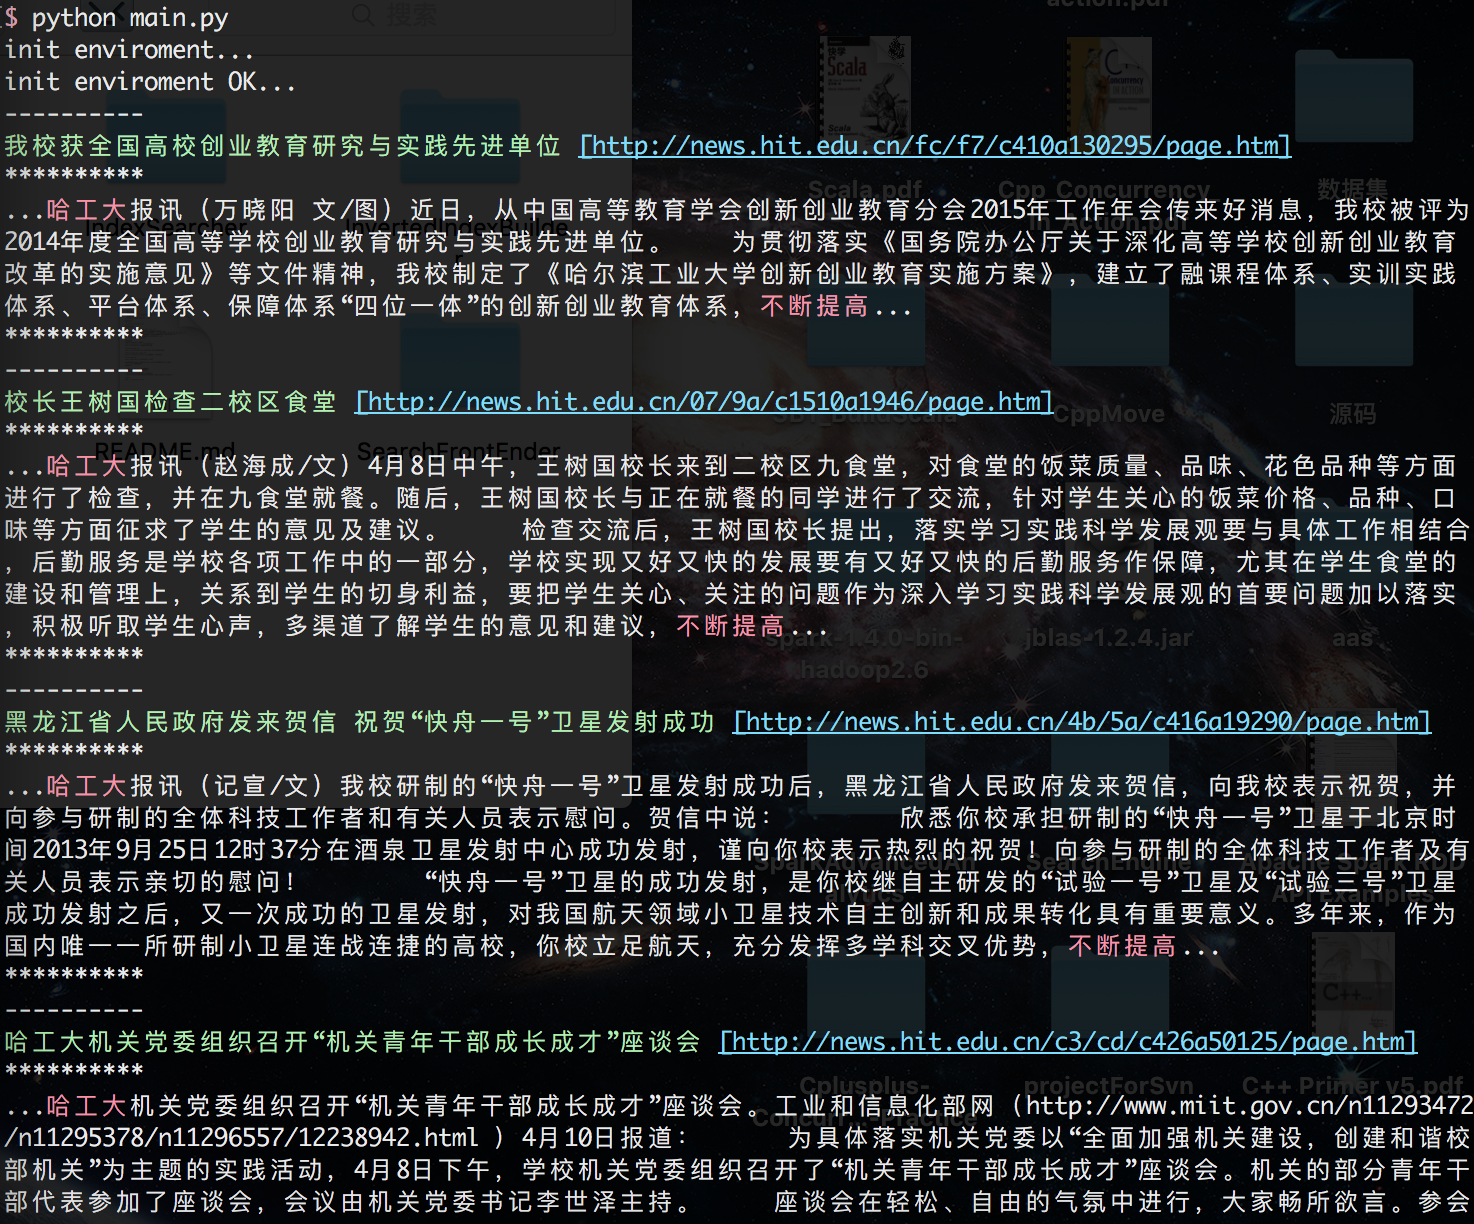 $ python main.py
init enviroment...
init enviroment OK...
----------
我校获全国高校创业教育研究与实践先进单位 [http://news.hit.edu.cn/fc/f7/c410a130295/page.htm]
**********
...哈工大报讯（万晓阳 文/图）近日，从中国高等教育学会创新创业教育分会2015年工作年会传来好消息，我校被评为
2014年度全国高等学校创业教育研究与实践先进单位。 为贯彻落实《国务院办公厅关于深化高等学校创新创业教育
改革的实施意见》等文件精神，我校制定了《哈尔滨工业大学创新创业教育实施方案》，建立了融课程体系、实训实践
体系、平台体系、保障体系“四位一体”的创新创业教育体系，不断提高...
**********
----------
校长王树国检查二校区食堂 [http://news.hit.edu.cn/07/9a/c1510a1946/page.htm]
**********
...哈工大报讯（赵海成/文）4月8日中午，王树国校长来到二校区九食堂，对食堂的饭菜质量、品味、花色品种等方面
进行了检查，并在九食堂就餐。随后，王树国校长与正在就餐的同学进行了交流，针对学生关心的饭菜价格、品种、口
味等方面征求了学生的意见及建议。 检查交流后，王树国校长提出，落实学习实践科学发展观要与具体工作相结合
，后勤服务是学校各项工作中的一部分，学校实现又好又快的发展要有又好又快的后勤服务作保障，尤其在学生食堂的
建设和管理上，关系到学生的切身利益，要把学生关心、关注的问题作为深入学习实践科学发展观的首要问题加以落实
，积极听取学生心声，多渠道了解学生的意见和建议，不断提高...
**********
----------
黑龙江省人民政府发来贺信 祝贺“快舟一号”卫星发射成功 [http://news.hit.edu.cn/4b/5a/c416a19290/page.htm]
**********
...哈工大报讯（记宣/文）我校研制的“快舟一号”卫星发射成功后，黑龙江省人民政府发来贺信，向我校表示祝贺，并
向参与研制的全体科技工作者和有关人员表示慰问。贺信中说： 欣悉你校承担研制的“快舟一号”卫星于北京时
间2013年9月25日12时37分在酒泉卫星发射中心成功发射，谨向你校表示热烈的祝贺！向参与研制的全体科技工作者及有
关人员表示亲切的慰问！ “快舟一号”卫星的成功发射，是你校继自主研发的“试验一号”卫星及“试验三号”卫星
成功发射之后，又一次成功的卫星发射，对我国航天领域小卫星技术自主创新和成果转化具有重要意义。多年来，作为
国内唯一一所研制小卫星连战连捷的高校，你校立足航天，充分发挥多学科交叉优势，不断提高...
**********
----------
哈工大机关党委组织召开“机关青年干部成长成才”座谈会 [http://news.hit.edu.cn/c3/cd/c426a50125/page.htm]
**********
...哈工大机关党委组织召开“机关青年干部成长成才”座谈会。工业和信息化部网（http://www.miit.gov.cn/n11293472
/n11295378/n11296557/12238942.html ）4月10日报道： 为具体落实机关党委以“全面加强机关建设，创建和谐校
部机关”为主题的实践活动，4月8日下午，学校机关党委组织召开了“机关青年干部成长成才”座谈会。机关的部分青年干
部代表参加了座谈会，会议由机关党委书记李世泽主持。 座谈会在轻松、自由的气氛中进行，大家畅所欲言。参会
搜索
action.pdf
Scala.pdf
Cpp_Concurrency_
in_Action.pdf
数据集
IndexSearcher
InvertedIndexBuilde
r
CppMove
源码
README.md
SearchFrontEnder
spark-1.4.0-bin-
hadoop2.6
jblas-1.2.4.jar
aas
SparkAdvancedAn
alytics
SearchEngine
Apache Spark RDD
API Examples
Cplusplus-
Concurr...Practice
projectForSvn
C++ Primer v5.pdf